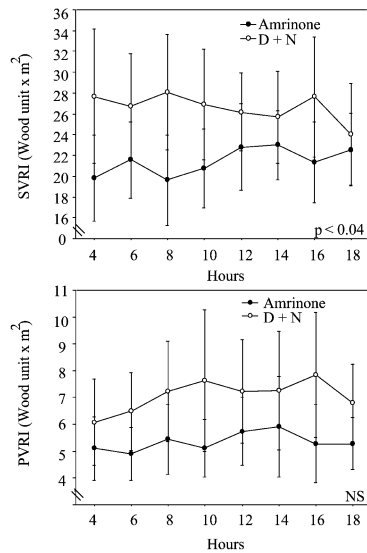 Amrinone
D + N
SVRI (Wood unit x m²)
36
34
32
30
28
26
24
22
20
18
16
0
p < 0.04
4 6 8 10 12 14 16 18
Hours
Amrinone
D + N
PVRI (Wood unit x m²)
11
10
9
8
7
6
5
4
NS
4 6 8 10 12 14 16 18
Hours